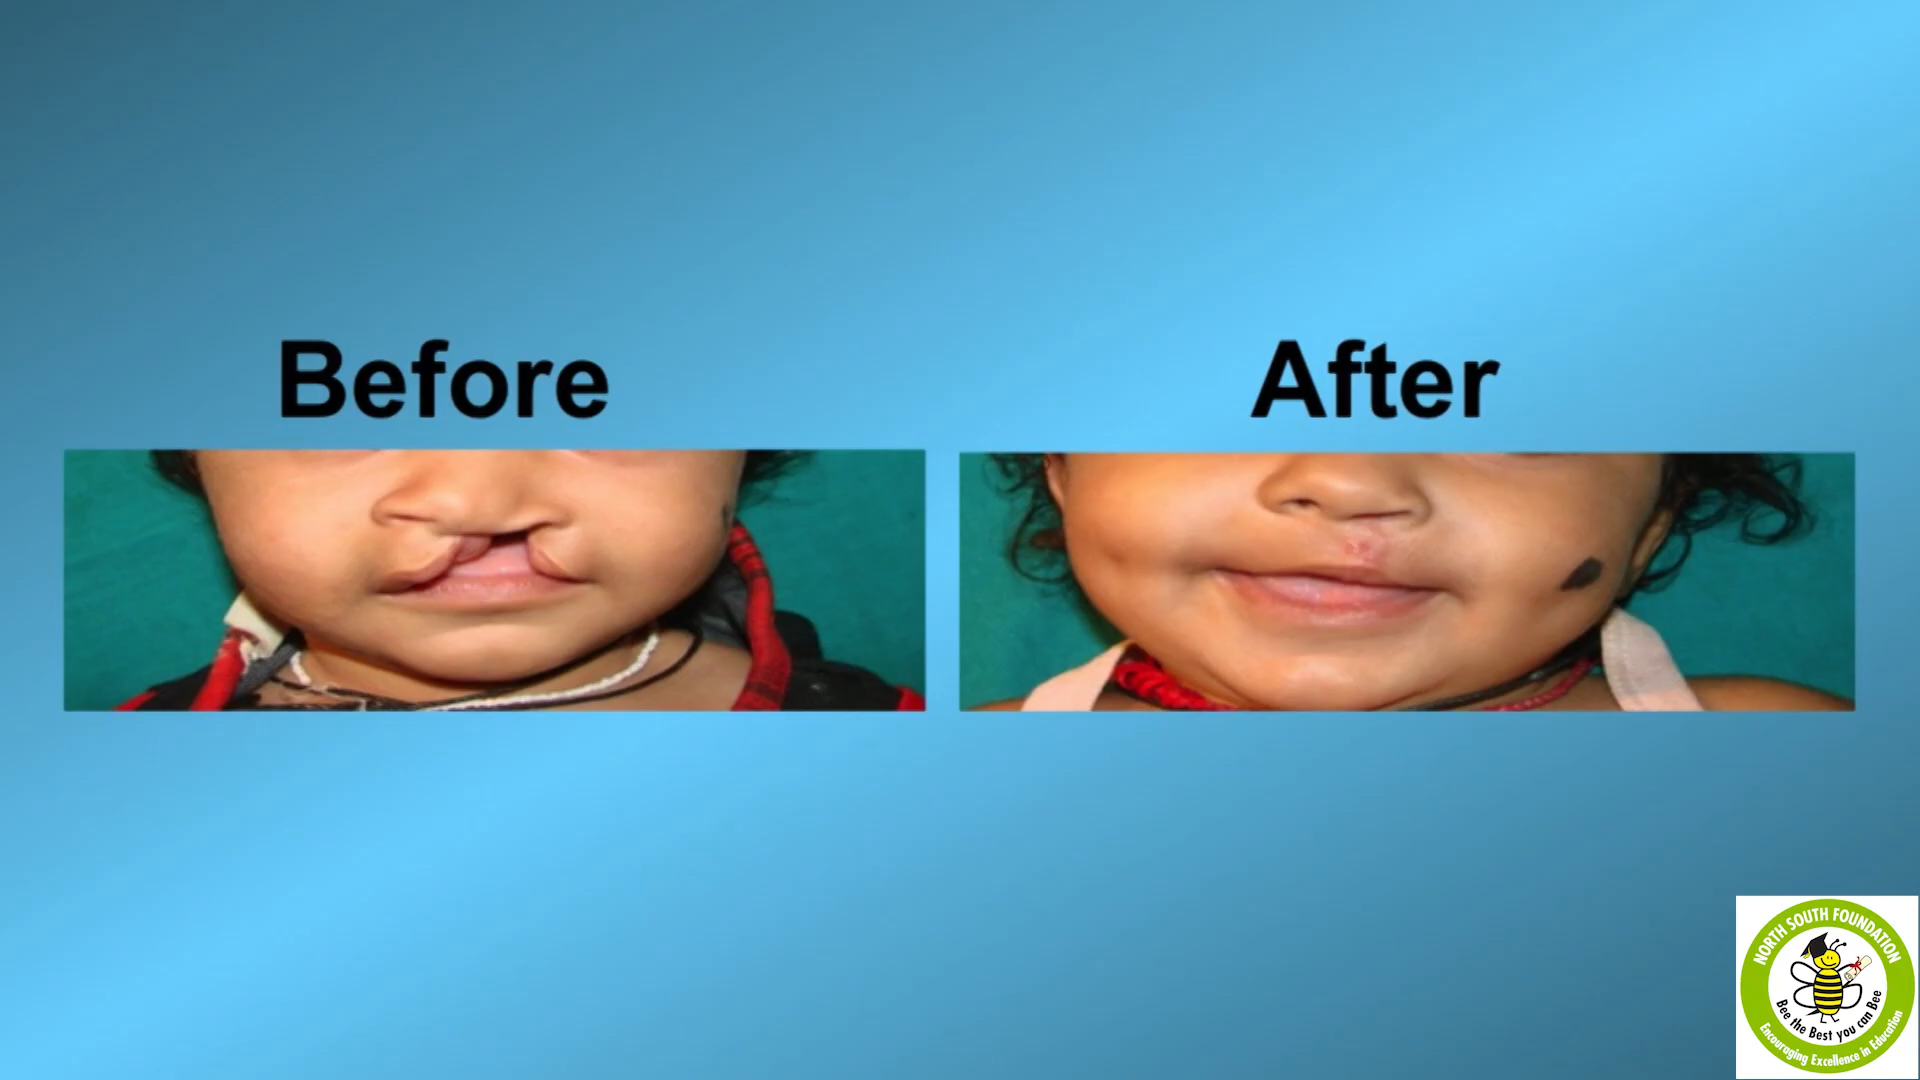 Before
After
NORTH SOUTH FOUNDATION
Bee the Best you can Bee
Encouraging Excellence in Education